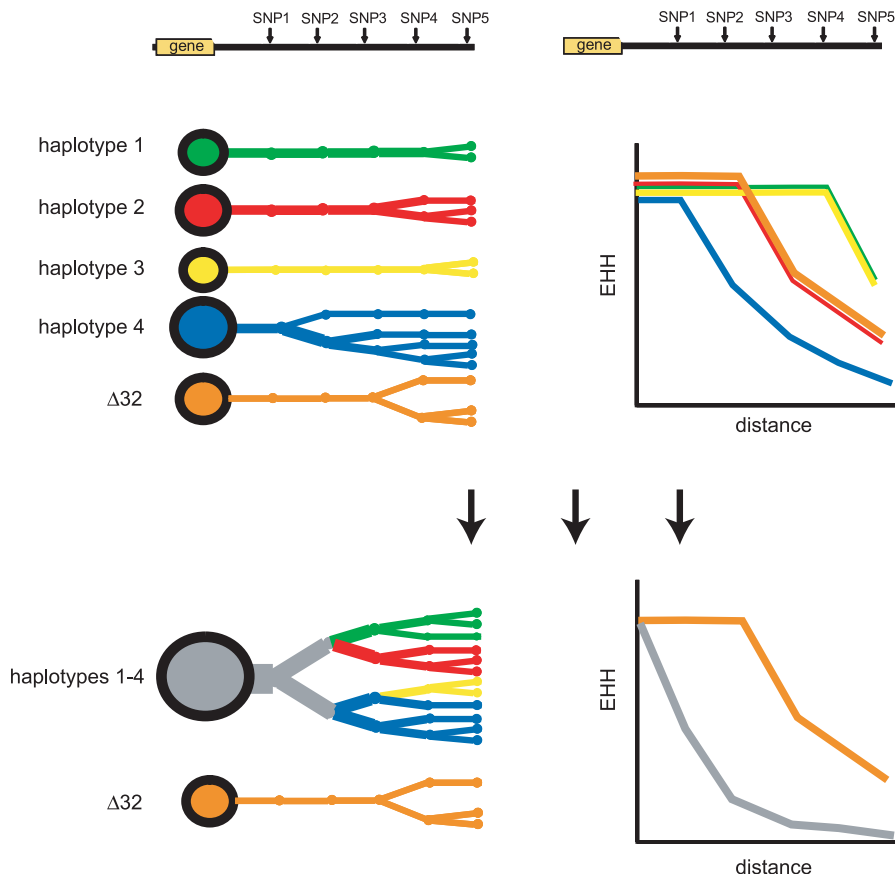 SNP1 SNP2 SNP3 SNP4 SNP5
gene
SNP1 SNP2 SNP3 SNP4 SNP5
gene
haplotype 1
haplotype 2
haplotype 3
haplotype 4
Δ32
EHH
distance
haplotypes 1-4
Δ32
EHH
distance